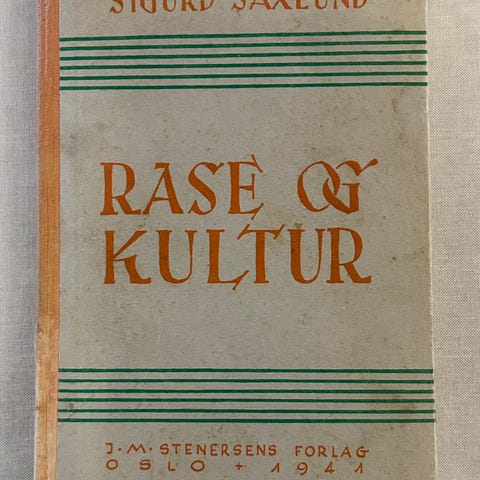 SIGURD SAXLUND
RASE OG
KULTUR
J. M. STENERSENS FORLAG
OSLO + 1941